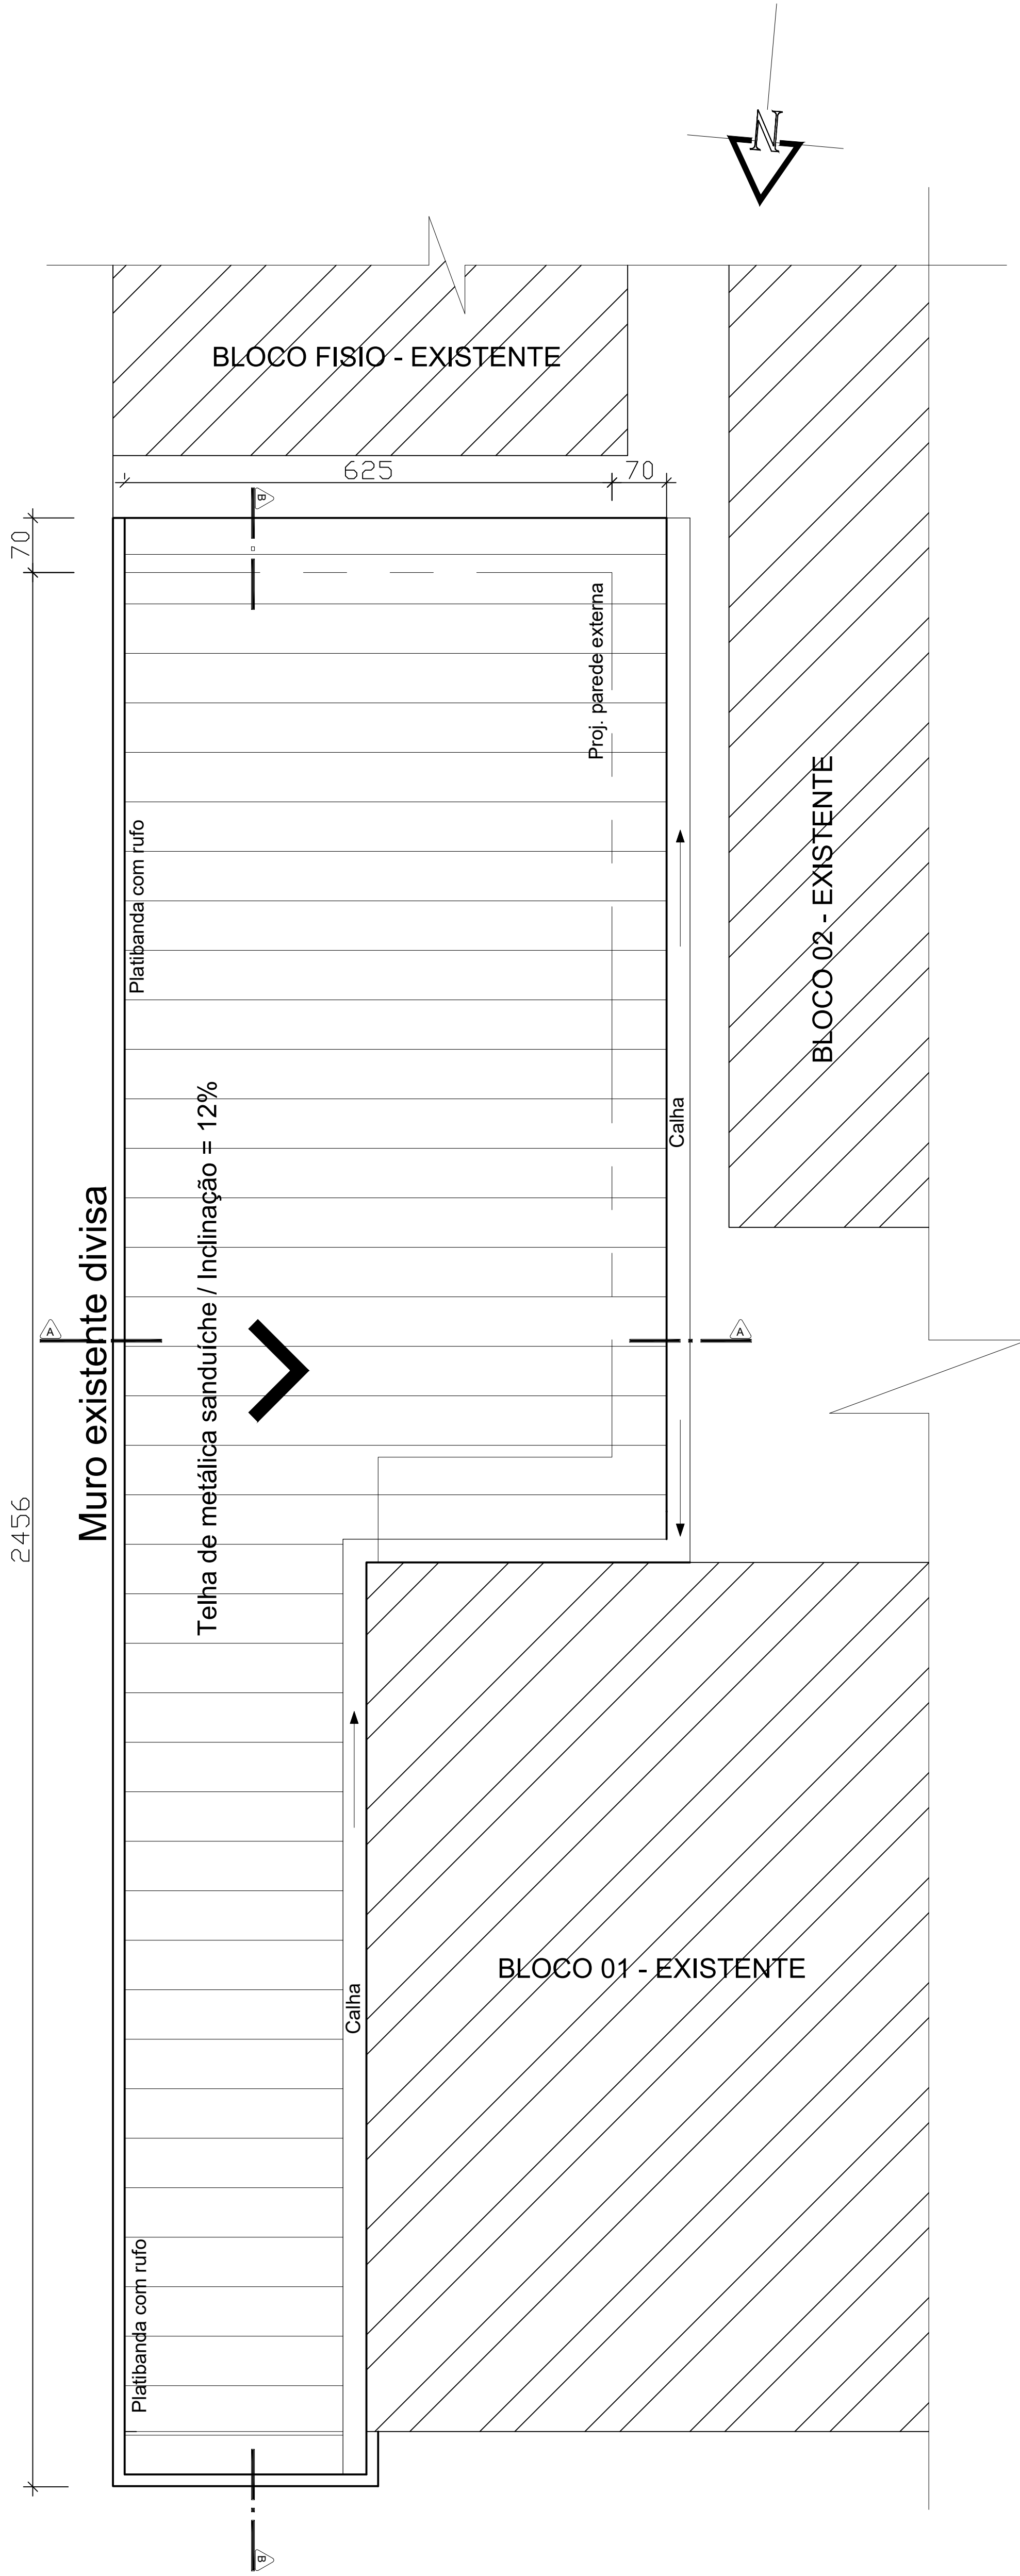 N
BLOCO FISIO - EXISTENTE
625
70
B
70
Proj. parede externa
Platibanda com rufo
BLOCO 02 - EXISTENTE
Calha
Telha de metálica sanduíche / Inclinação = 12%
Muro existente divisa
A
A
2456
BLOCO 01 - EXISTENTE
Calha
Platibanda com rufo
B